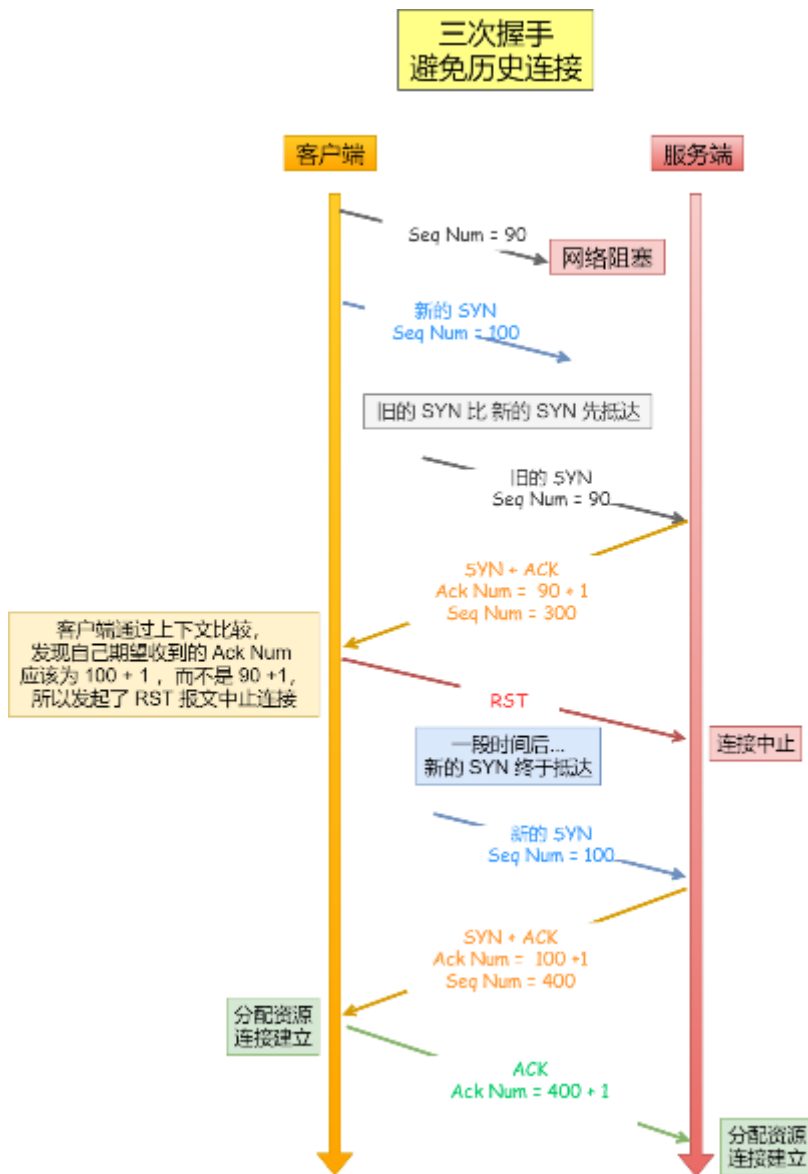 三次握手
避免历史连接
客户端
服务端
Seq Num = 90
网络阻塞
新的 SYN
Seq Num = 100
旧的 SYN 比 新的 SYN 先抵达
旧的 SYN
Seq Num = 90
SYN + ACK
Ack Num = 90 + 1
Seq Num = 300
客户端通过上下文比较，
发现自己期望收到的 Ack Num
应该为 100 + 1 ，而不是 90 +1，
所以发起了 RST 报文中止连接
RST
连接中止
一段时间后...
新的 SYN 终于抵达
新的 SYN
Seq Num = 100
SYN + ACK
Ack Num = 100 +1
Seq Num = 400
分配资源
连接建立
ACK
Ack Num = 400 + 1
分配资源
连接建立